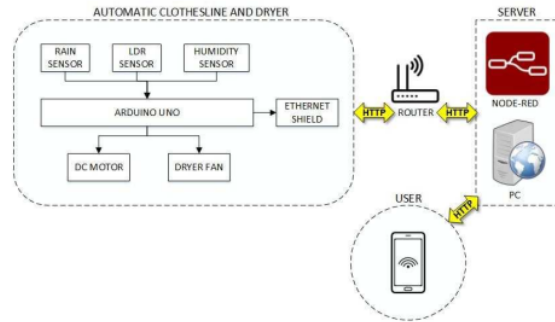 AUTOMATIC CLOTHESLINE AND DRYER
SERVER
RAIN
SENSOR
LDR
SENSOR
HUMIDITY
SENSOR
ARDUINO UNO
ETHERNET
SHIELD
DC MOTOR
DRYER FAN
HTTP
ROUTER
HTTP
NODE-RED
PC
HTTP
USER